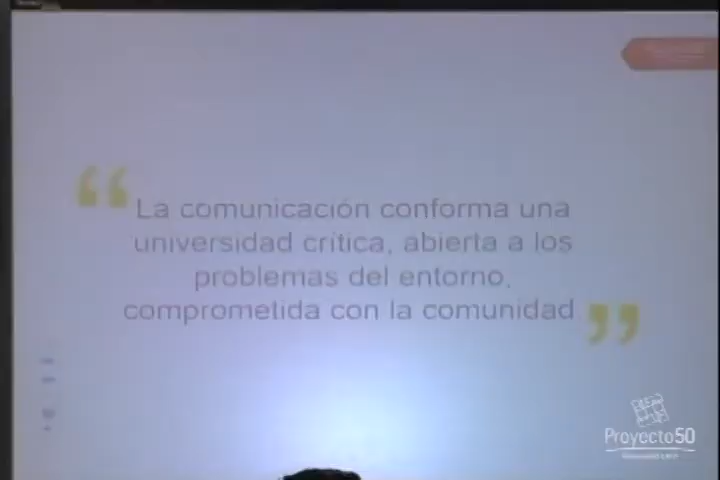 “ La comunicación conforma una
universidad crítica, abierta a los
problemas del entorno,
comprometida con la comunidad ”
Proyecto50